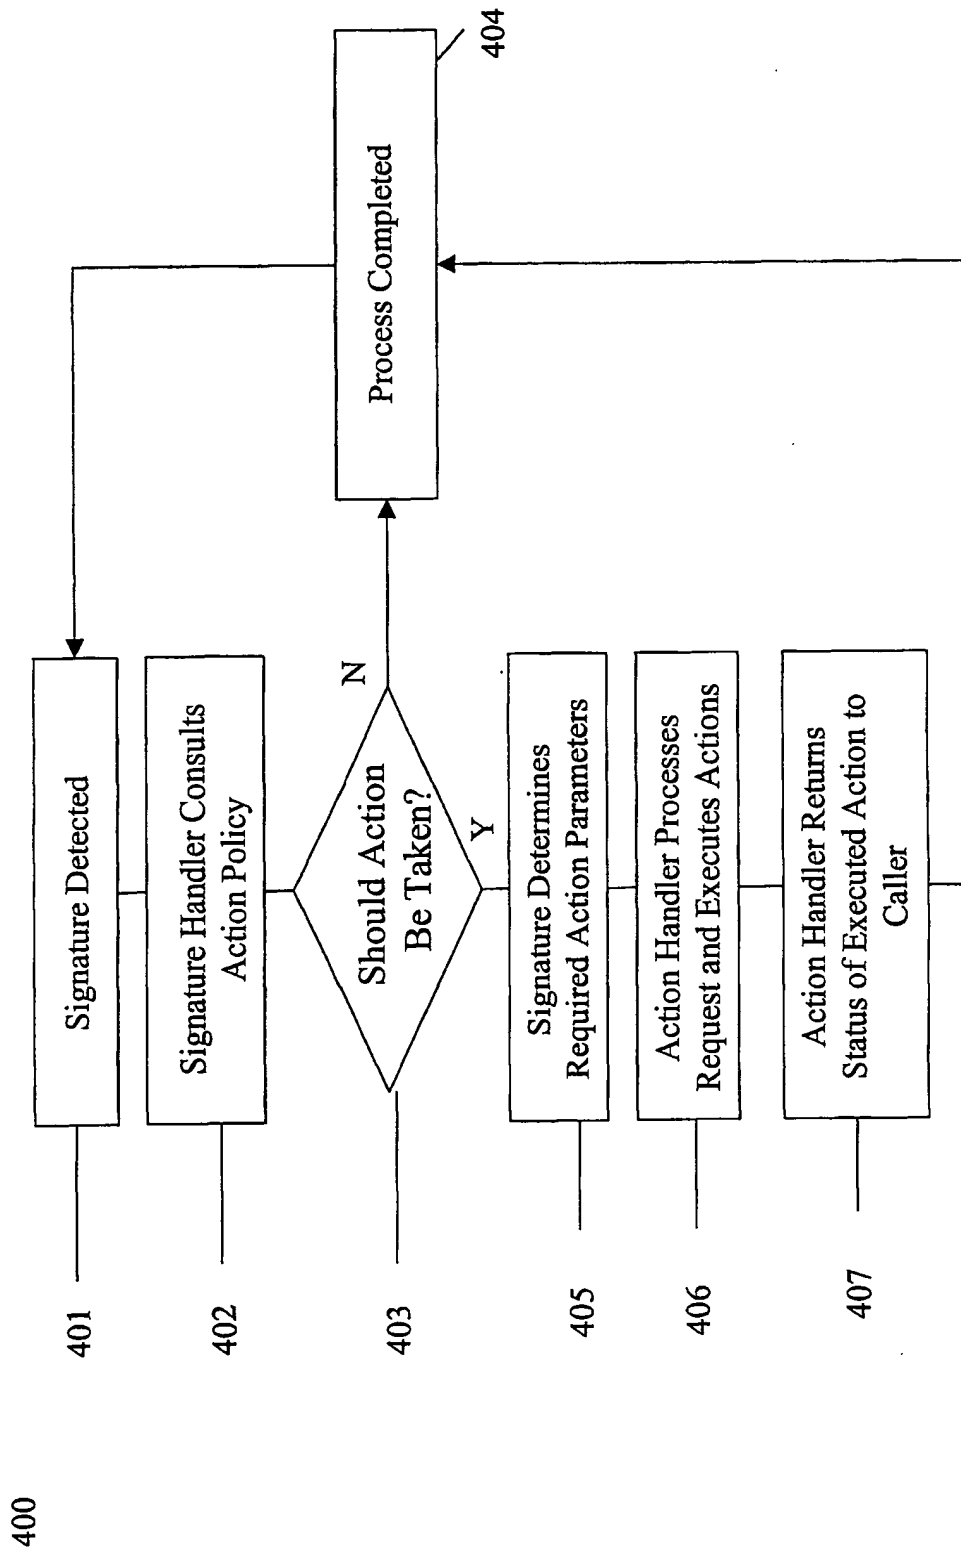 400
401
Signature Detected
402
Signature Handler Consults
Action Policy
403
Should Action
Be Taken?
N
Y
Process Completed
404
405
Signature Determines
Required Action Parameters
406
Action Handler Processes
Request and Executes Actions
407
Action Handler Returns
Status of Executed Action to
Caller